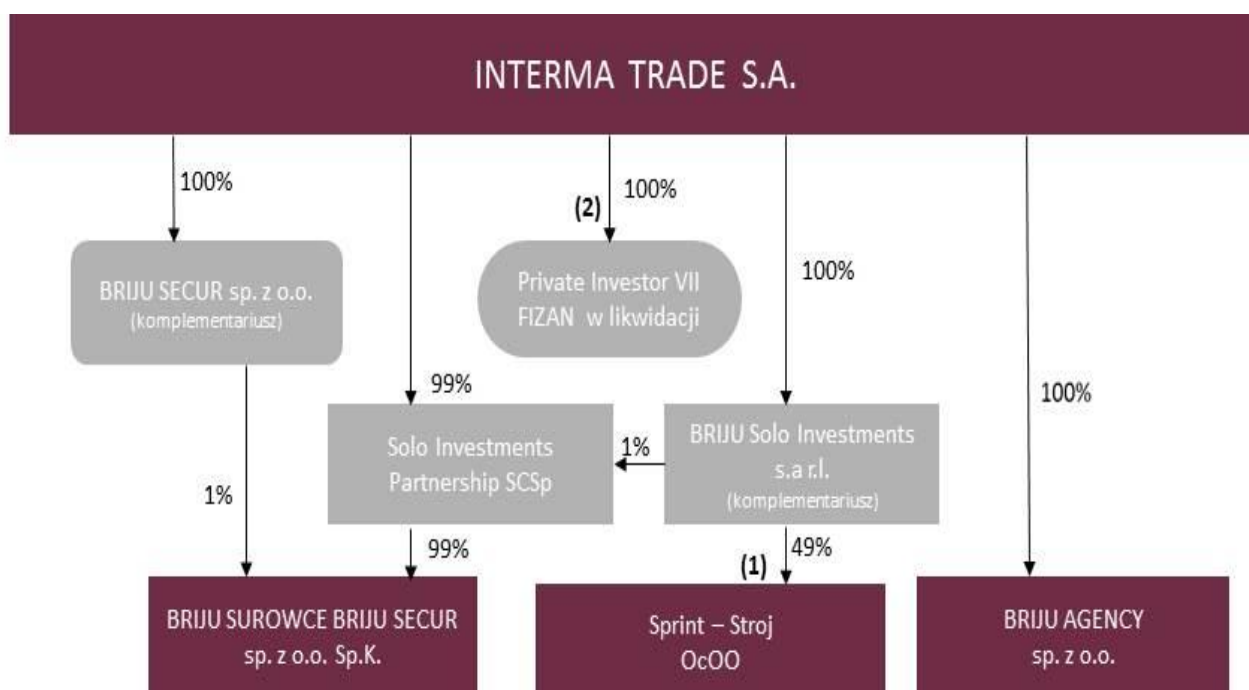 INTERMA TRADE S.A.
100%
(2)
100%
BRIJU SECUR sp. z o.o.
(komplementariusz)
Private Investor VII
FIZAN w likwidacji
100%
99%
100%
Solo Investments
Partnership SCSp
1%
BRIJU Solo Investments
s.a r.l.
(komplementariusz)
1%
99%
(1)
49%
BRIJU SUROWCE BRIJU SECUR
sp. z o.o. Sp.K.
Sprint – Stroj
OcOO
BRIJU AGENCY
sp. z o.o.